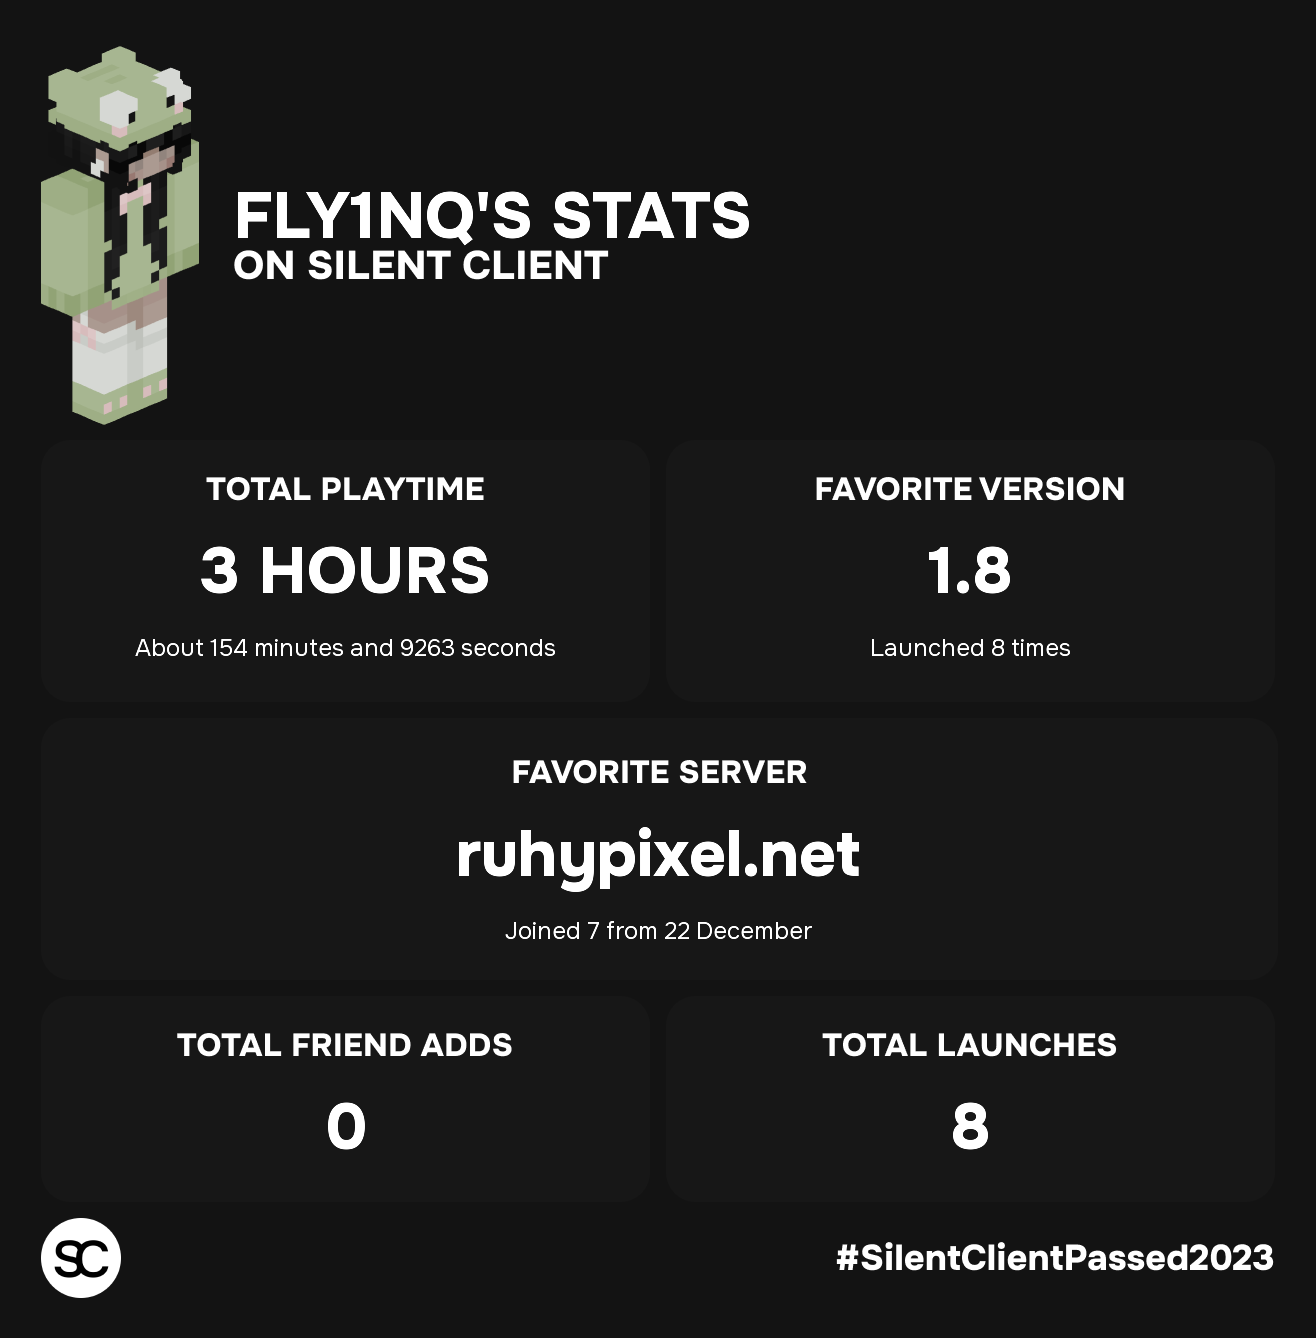 FLY1NQ'S STATS
ON SILENT CLIENT
TOTAL PLAYTIME
3 HOURS
About 154 minutes and 9263 seconds
FAVORITE VERSION
1.8
Launched 8 times
FAVORITE SERVER
ruhypixel.net
Joined 7 from 22 December
TOTAL FRIEND ADDS
0
TOTAL LAUNCHES
8
SC
#SilentClientPassed2023